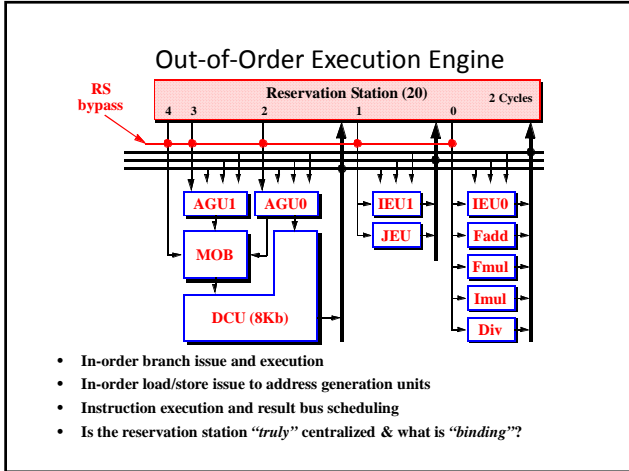 Out-of-Order Execution Engine
RS
bypass
Reservation Station (20)
2 Cycles
4 3 2 1 0
AGU1 AGU0 IEU1 IEU0
MOB JEU Fadd
Fmul
Imul
DCU (8Kb) Div
• In-order branch issue and execution
• In-order load/store issue to address generation units
• Instruction execution and result bus scheduling
• Is the reservation station “truly” centralized & what is “binding”?